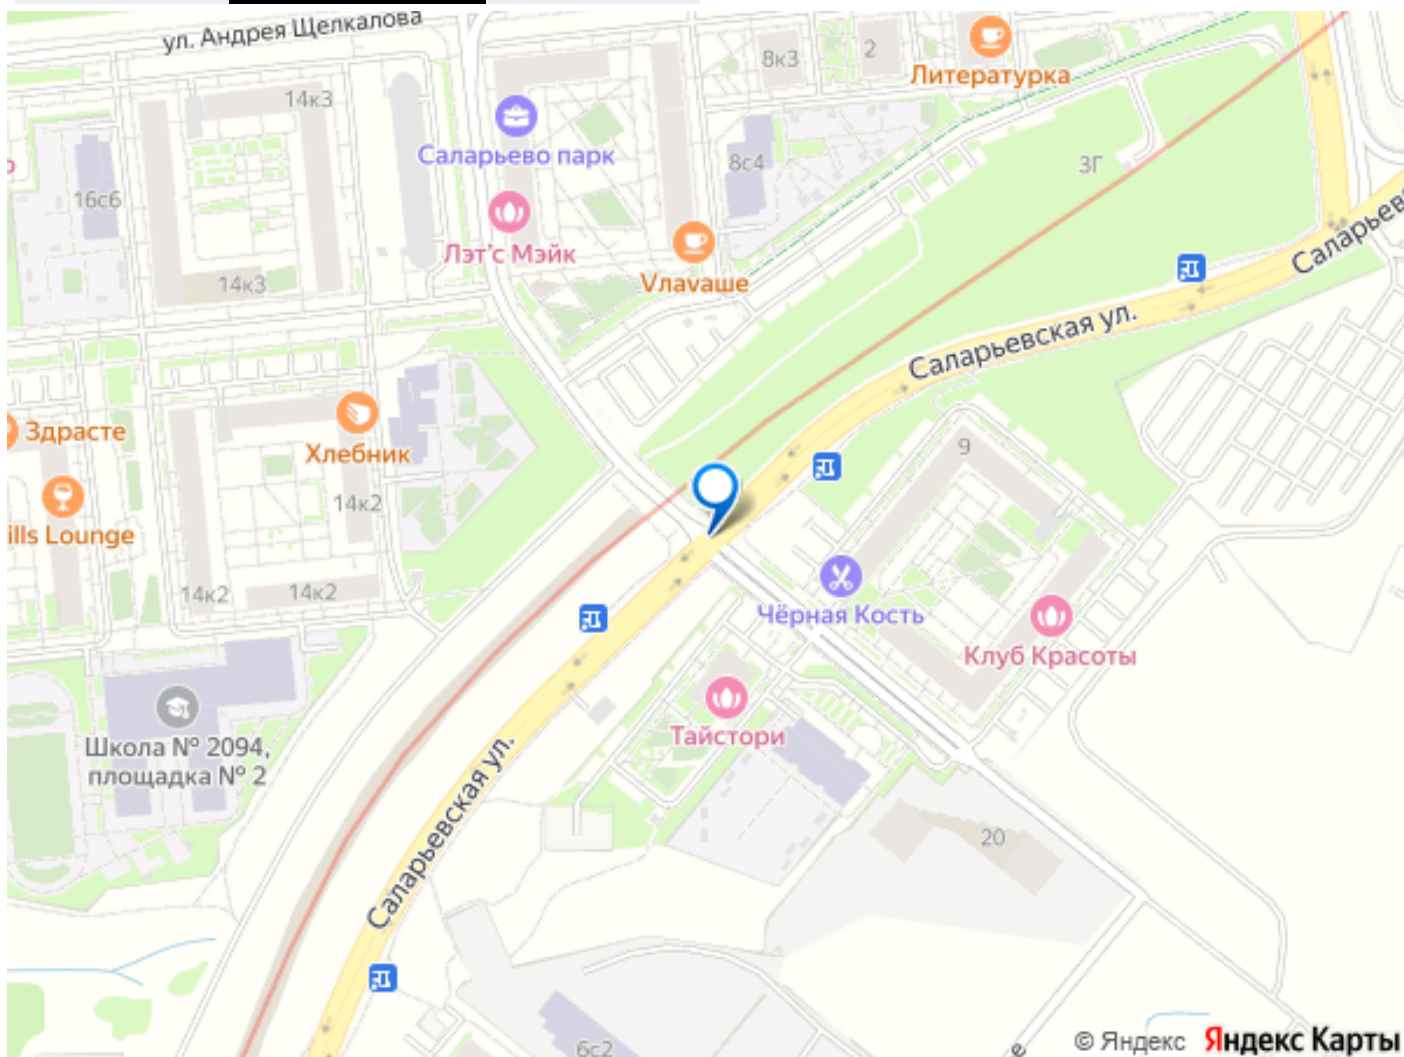 ул. Андрея Щелкалова
8к3
2
Литературка
14к3
Саларьево парк
8с4
3Г
16с6
Лэт'с Мэйк
Vлаvаше
14к3
Саларьевская ул.
Здрасте
Хлебник
9
14к2
ills Lounge
14к2
14к2
Чёрная Кость
Клуб Красоты
Тайстори
Школа № 2094,
площадка № 2
Саларьевская ул.
20
6с2
© Яндекс Яндекс Карты